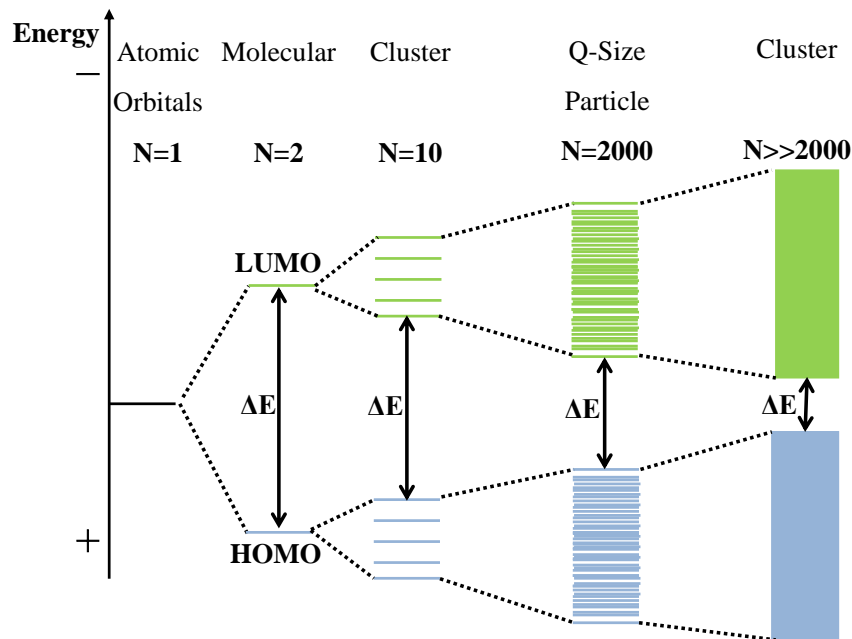 Energy
−
Atomic
Orbitals
N=1
Molecular
N=2
Cluster
N=10
Q-Size
Particle
N=2000
Cluster
N>>2000
LUMO
ΔE
ΔE
ΔE
ΔE
+
HOMO